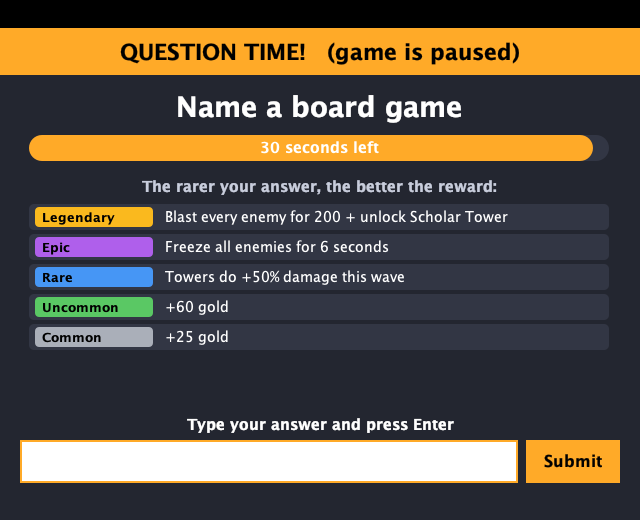 QUESTION TIME! (game is paused)
Name a board game
30 seconds left
The rarer your answer, the better the reward:
Legendary Blast every enemy for 200 + unlock Scholar Tower
Epic Freeze all enemies for 6 seconds
Rare Towers do +50% damage this wave
Uncommon +60 gold
Common +25 gold
Type your answer and press Enter
Submit